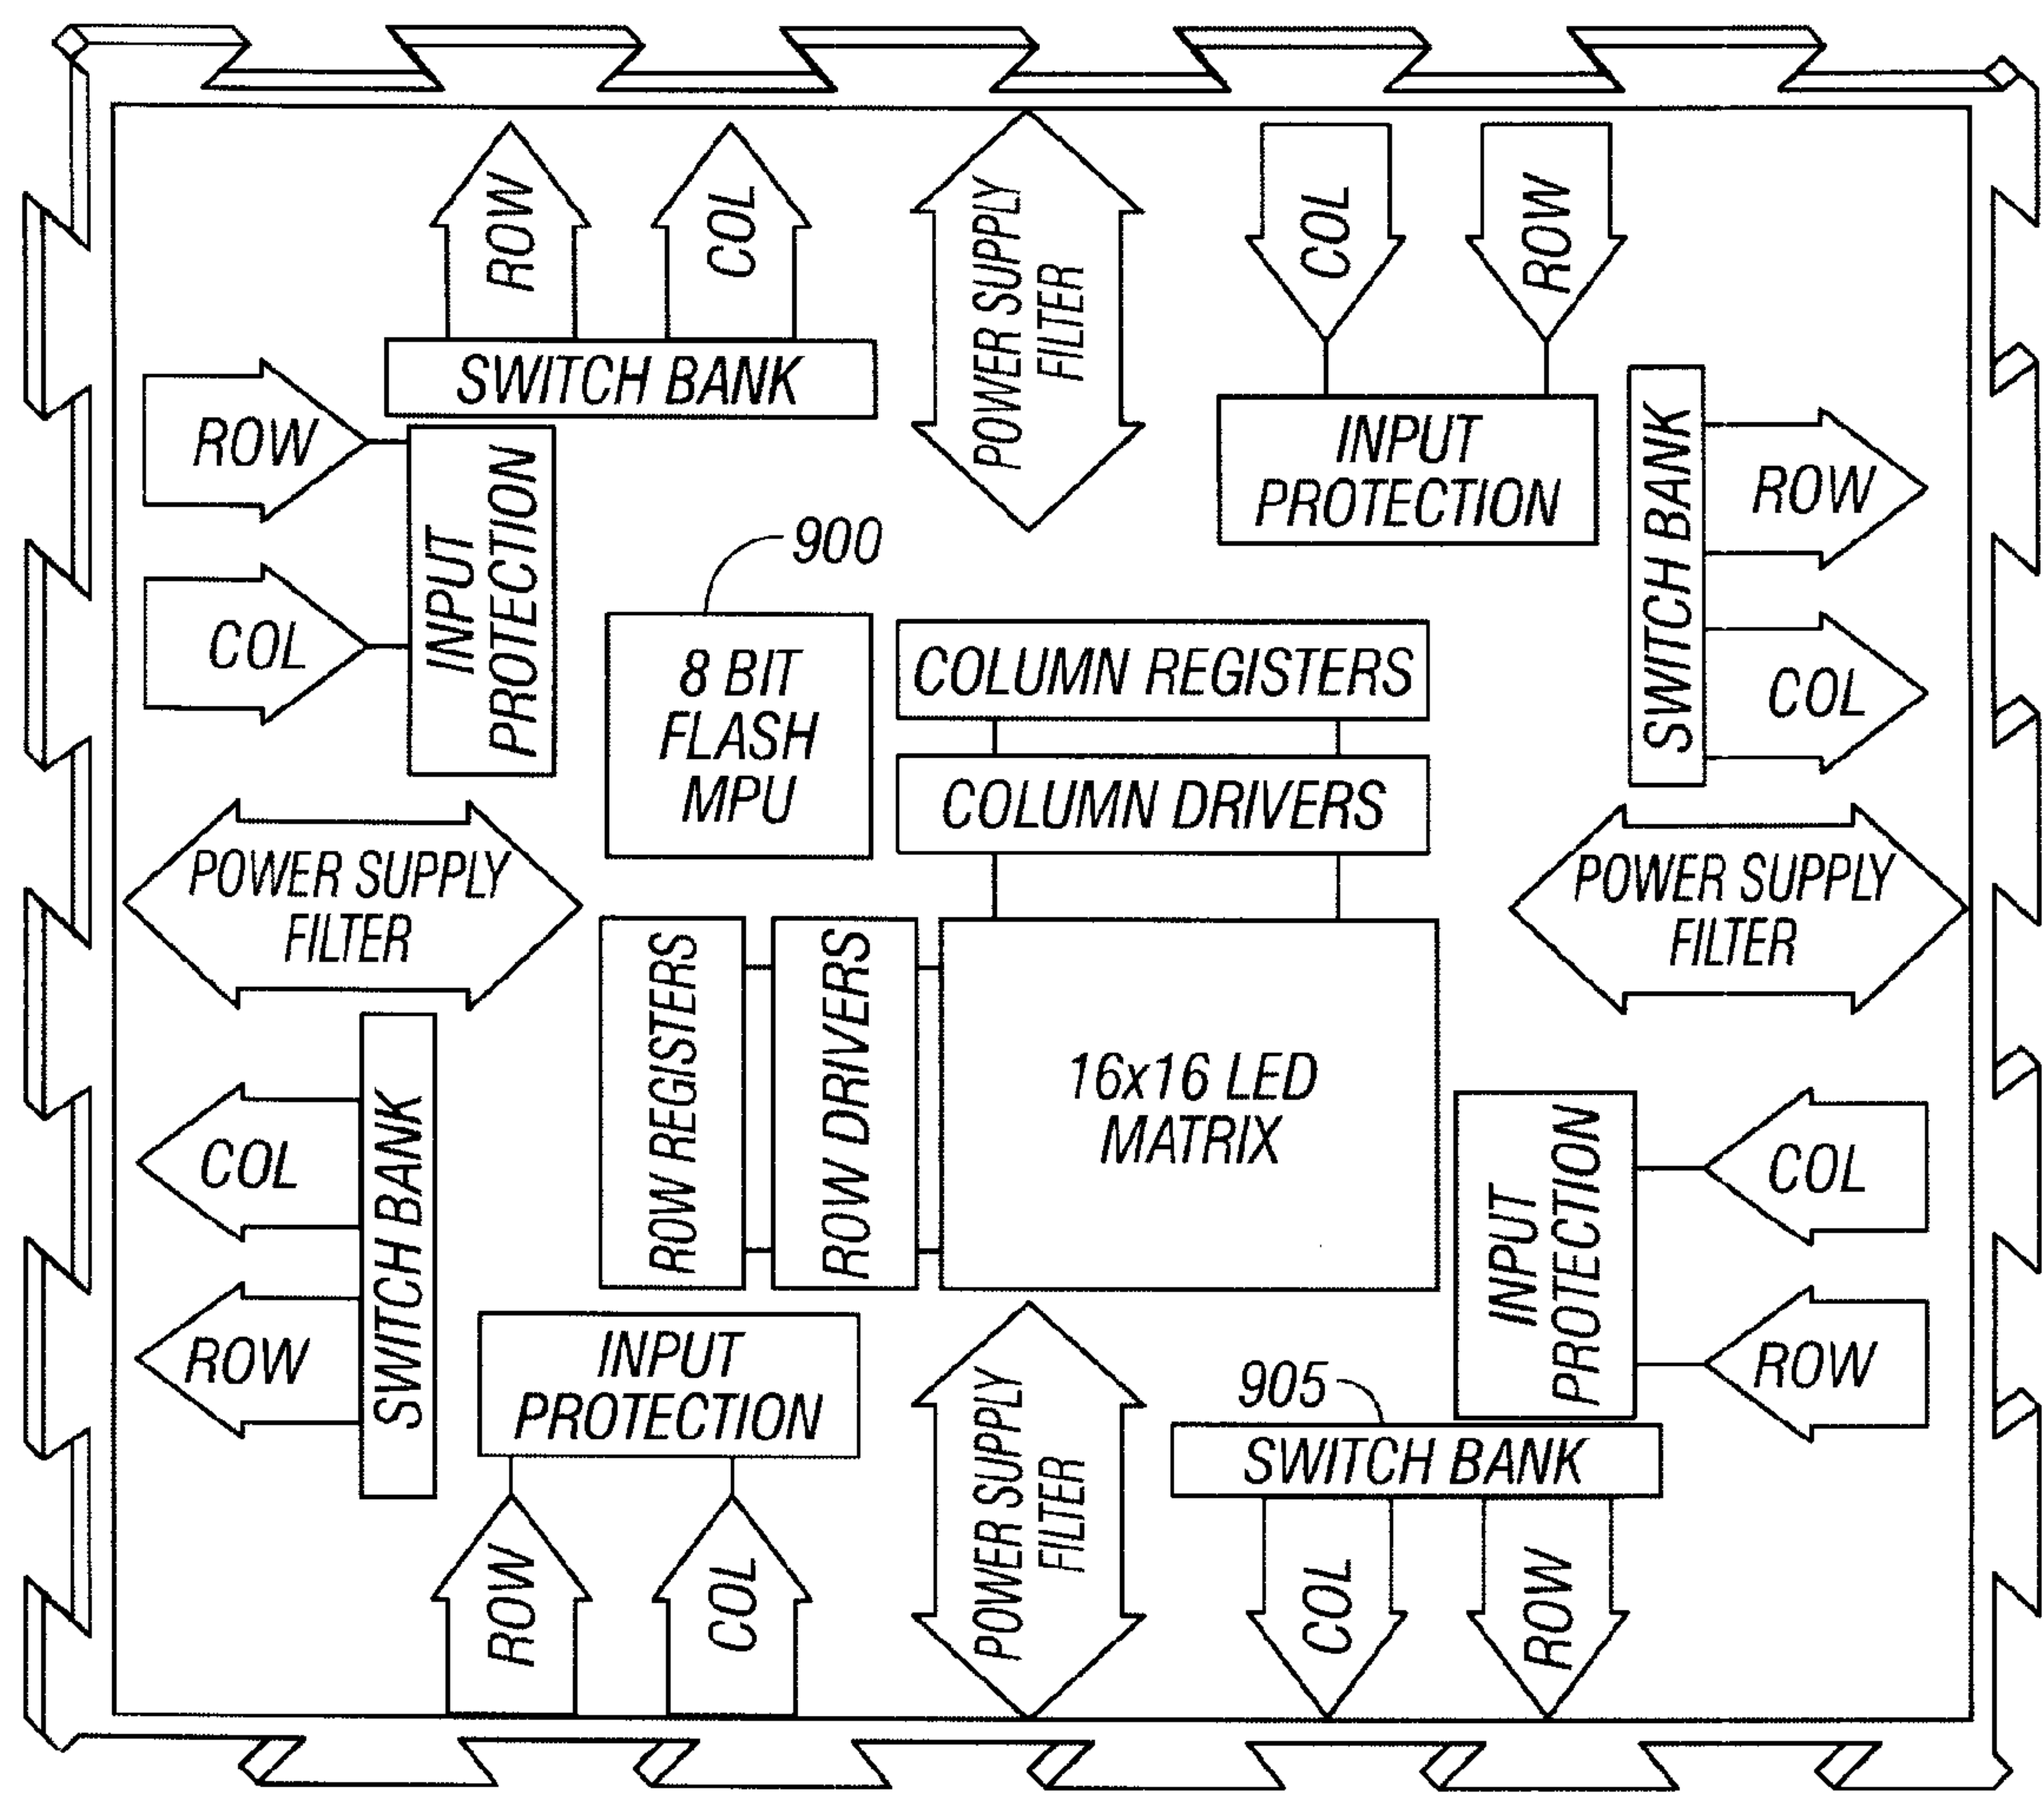 ROW
COL
POWER SUPPLY
FILTER
COL
ROW
SWITCH BANK
ROW
COL
INPUT
PROTECTION
INPUT
PROTECTION
SWITCH BANK
ROW
COL
900
8 BIT
FLASH
MPU
COLUMN REGISTERS
COLUMN DRIVERS
POWER SUPPLY
FILTER
POWER SUPPLY
FILTER
ROW REGISTERS
ROW DRIVERS
16x16 LED
MATRIX
COL
ROW
SWITCH BANK
INPUT
PROTECTION
COL
ROW
INPUT
PROTECTION
ROW
COL
POWER SUPPLY
FILTER
905
SWITCH BANK
COL
ROW